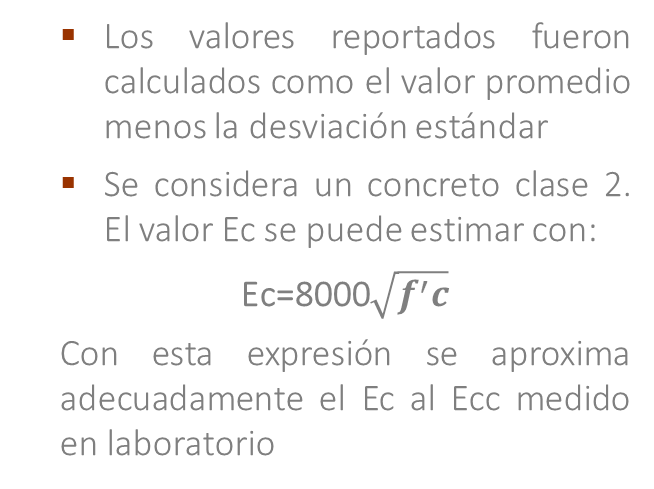 ▪ Los valores reportados fueron
calculados como el valor promedio
menos la desviación estándar
▪ Se considera un concreto clase 2.
El valor Ec se puede estimar con:
Ec=8000√f'c
Con esta expresión se aproxima
adecuadamente el Ec al Ecc medido
en laboratorio